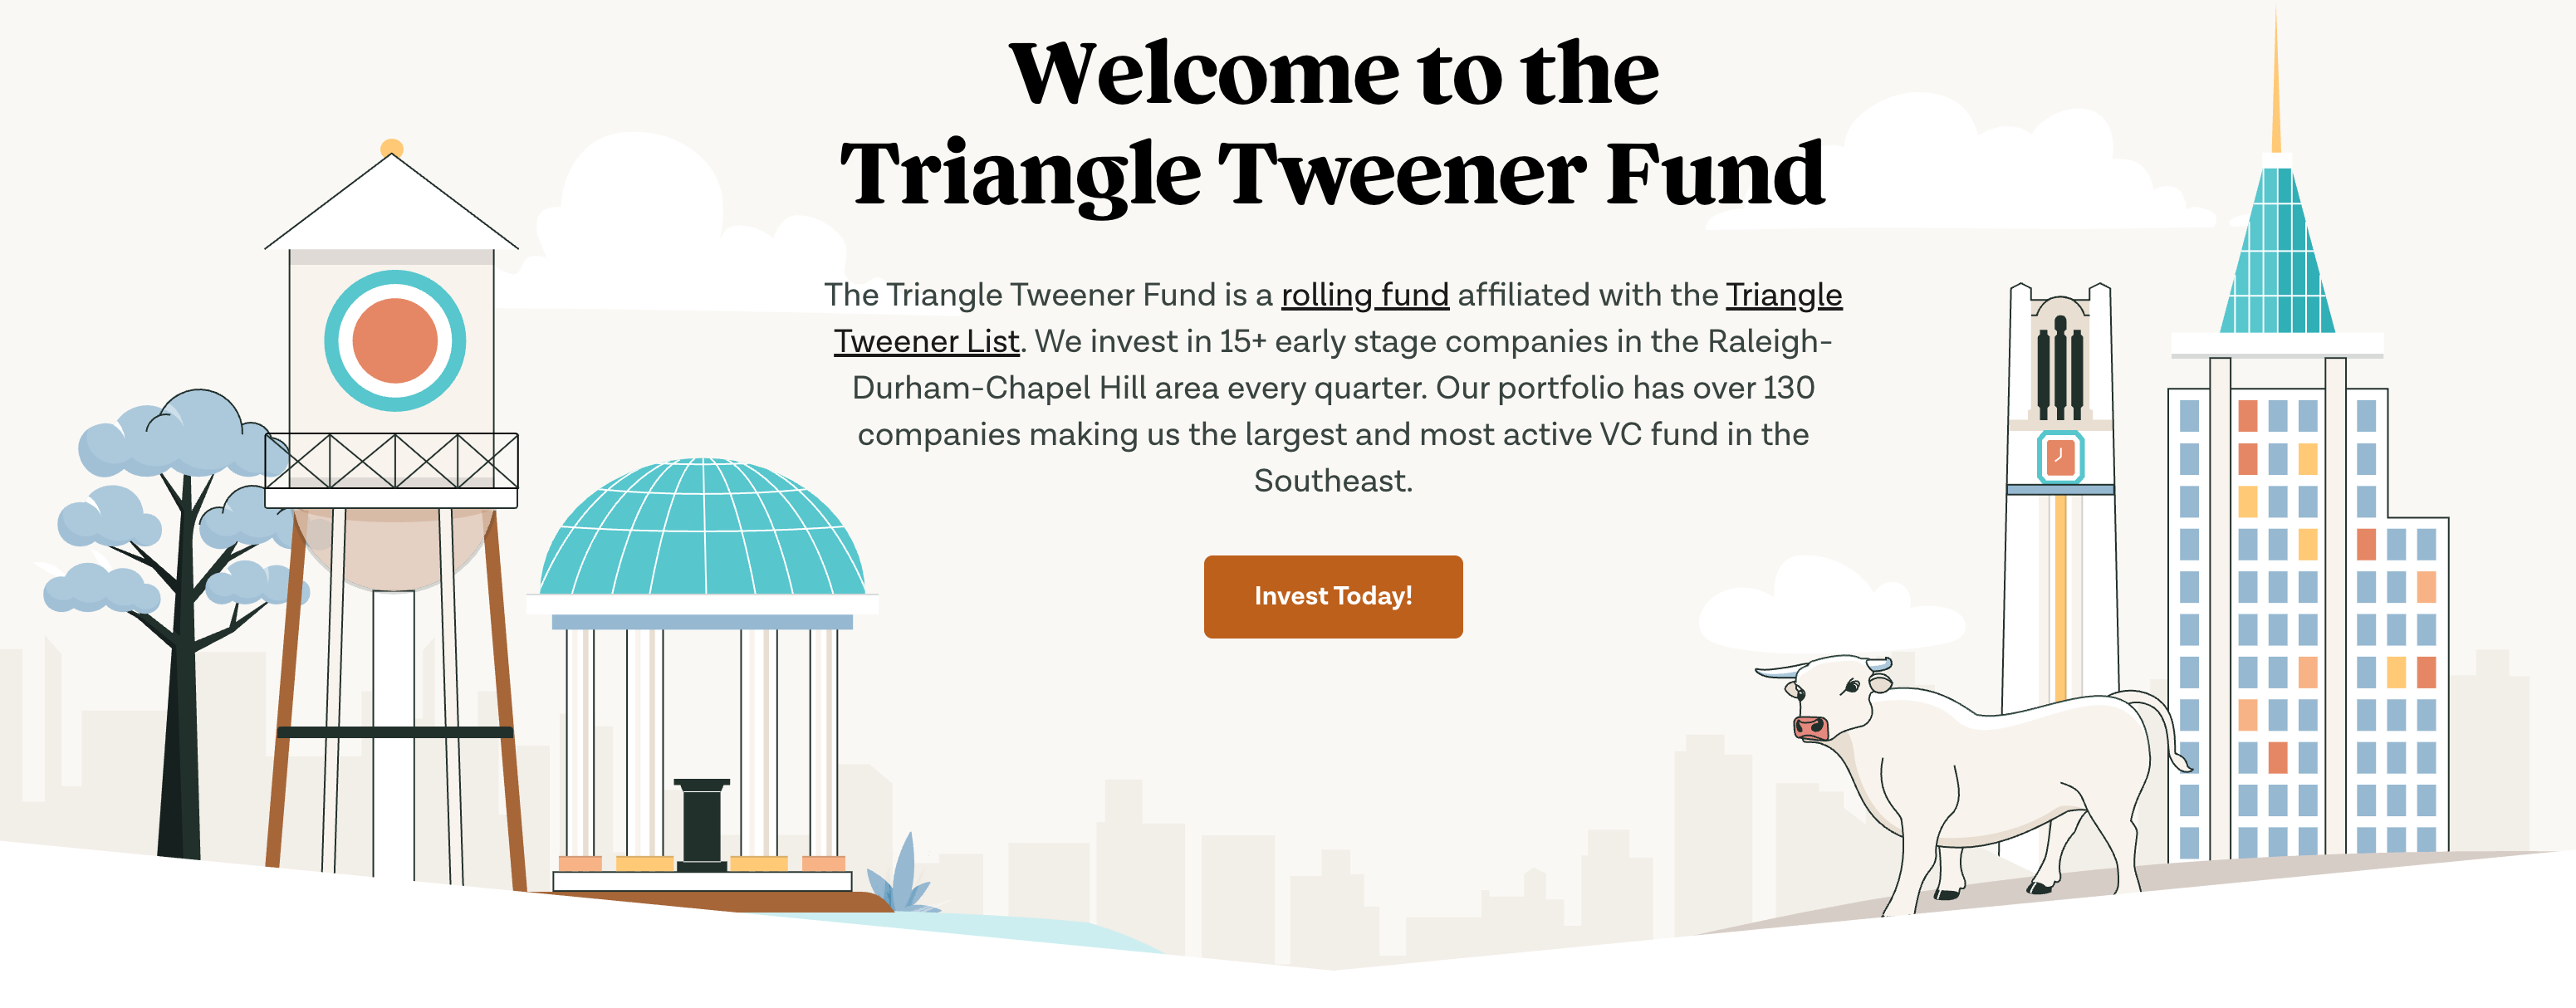 Welcome to the
Triangle Tweener Fund
The Triangle Tweener Fund is a rolling fund affiliated with the Triangle
Tweener List. We invest in 15+ early stage companies in the Raleigh-
Durham-Chapel Hill area every quarter. Our portfolio has over 130
companies making us the largest and most active VC fund in the
Southeast.
Invest Today!